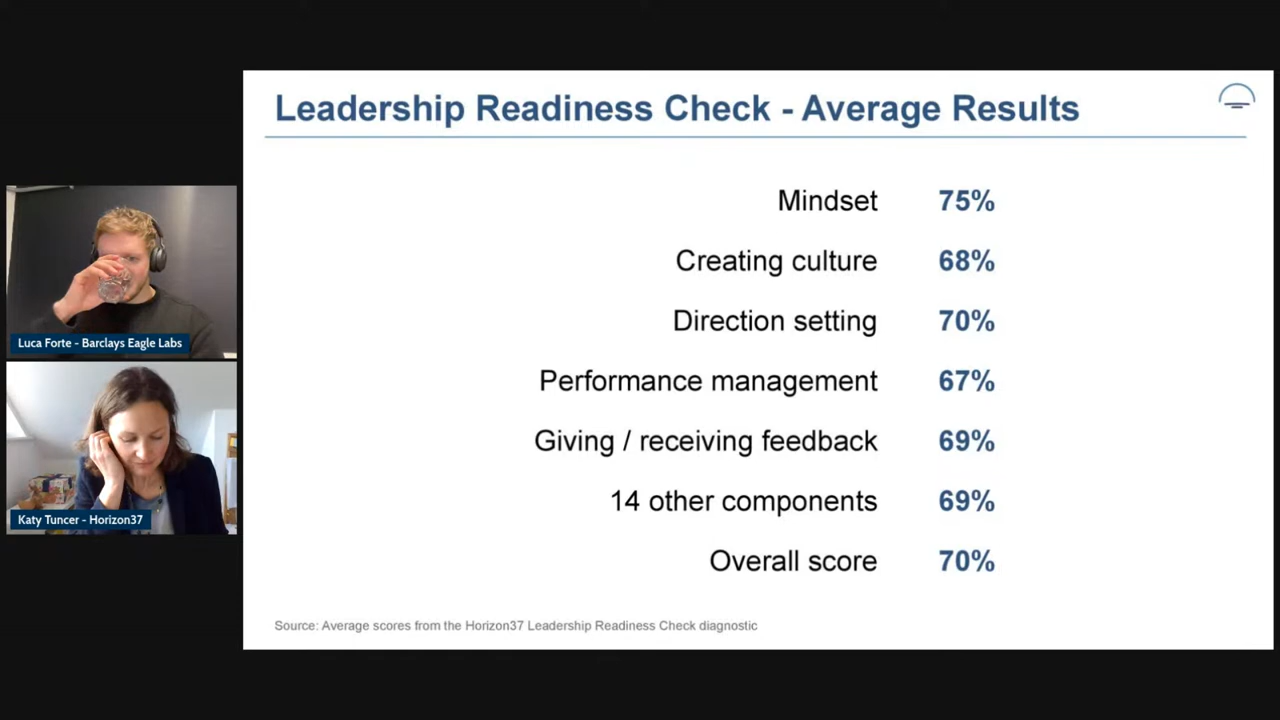 Leadership Readiness Check - Average Results
Mindset 75%
Creating culture 68%
Direction setting 70%
Performance management 67%
Giving / receiving feedback 69%
14 other components 69%
Overall score 70%
Source: Average scores from the Horizon37 Leadership Readiness Check diagnostic
Luca Forte - Barclays Eagle Labs
Katy Tuncer - Horizon37